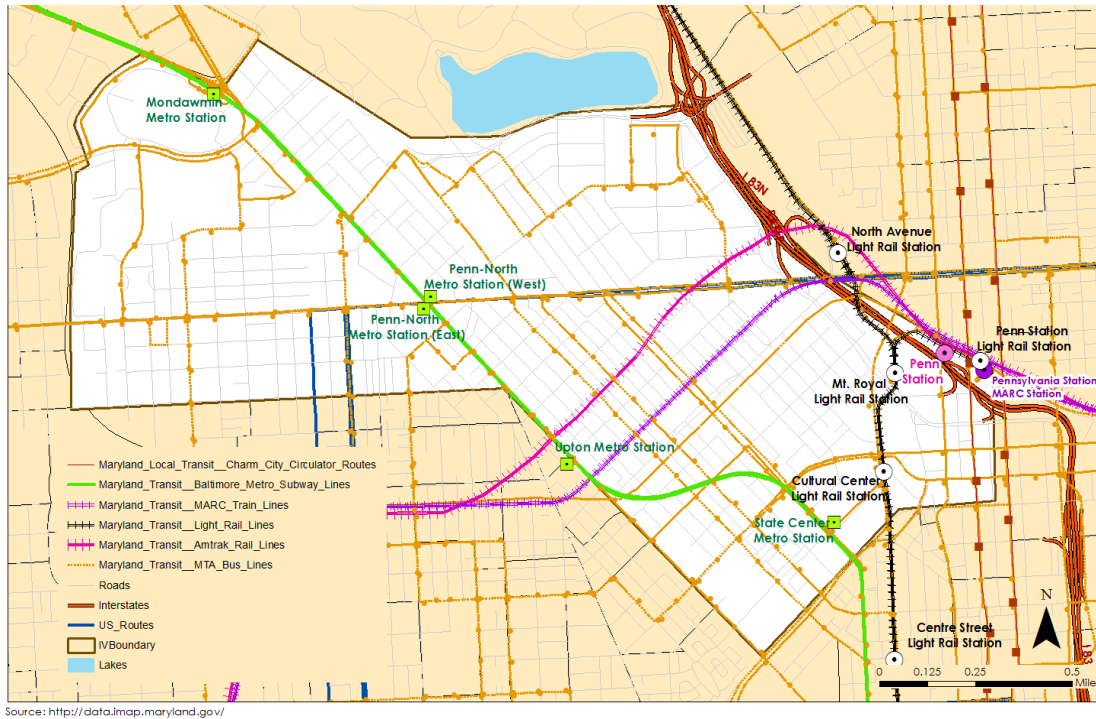 Mondawmin
Metro Station
I 83N
North Avenue
Light Rail Station
Penn-North
Metro Station (West)
Penn-North
Metro Station (East)
Penn Station
Light Rail Station
Penn
Station
Pennsylvania Station
MARC Station
Mt. Royal
Light Rail Station
Upton Metro Station
Cultural Center
Light Rail Station
State Center
Metro Station
Centre Street
Light Rail Station
I 83
Maryland_Local_Transit__Charm_City_Circulator_Routes
Maryland_Transit__Baltimore_Metro_Subway_Lines
Maryland_Transit__MARC_Train_Lines
Maryland_Transit__Light_Rail_Lines
Maryland_Transit__Amtrak_Rail_Lines
Maryland_Transit__MTA_Bus_Lines
Roads
Interstates
US_Routes
IVBoundary
Lakes
N
0 0.125 0.25 0.5
Mile
Source: http://data.imap.maryland.gov/